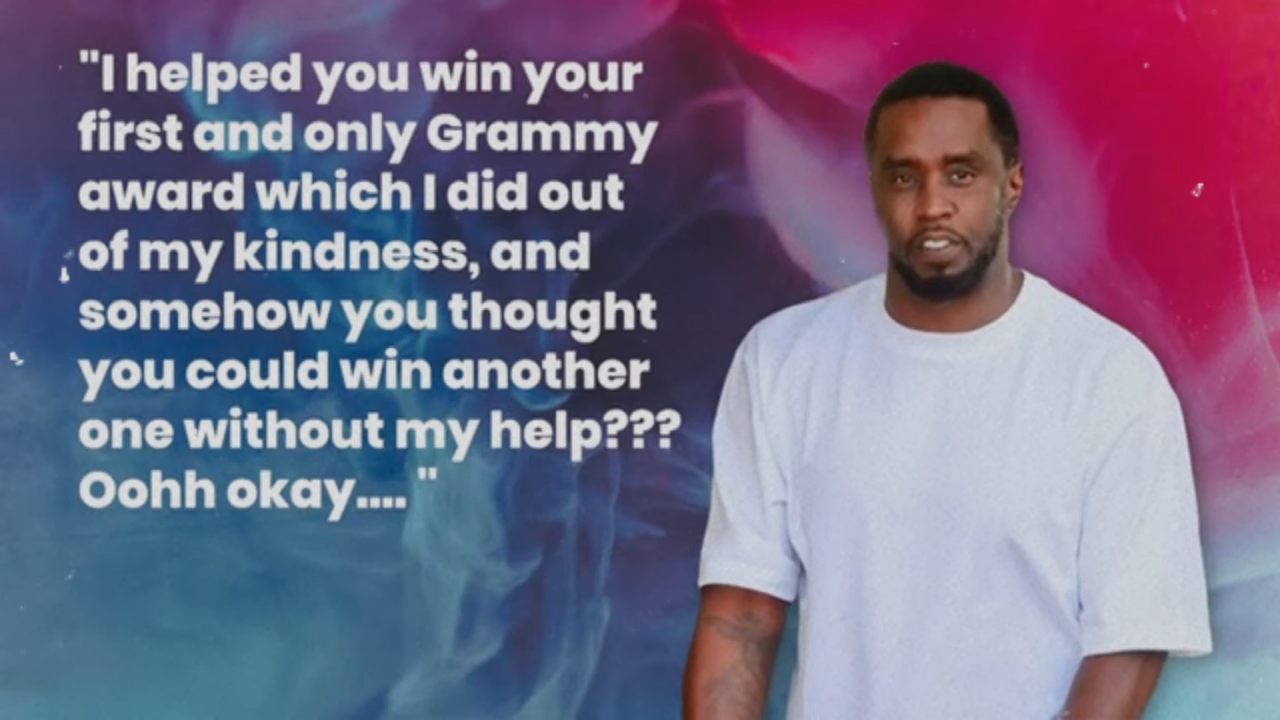 "I helped you win your
first and only Grammy
award which I did out
of my kindness, and
somehow you thought
you could win another
one without my help???
Oohh okay.... "